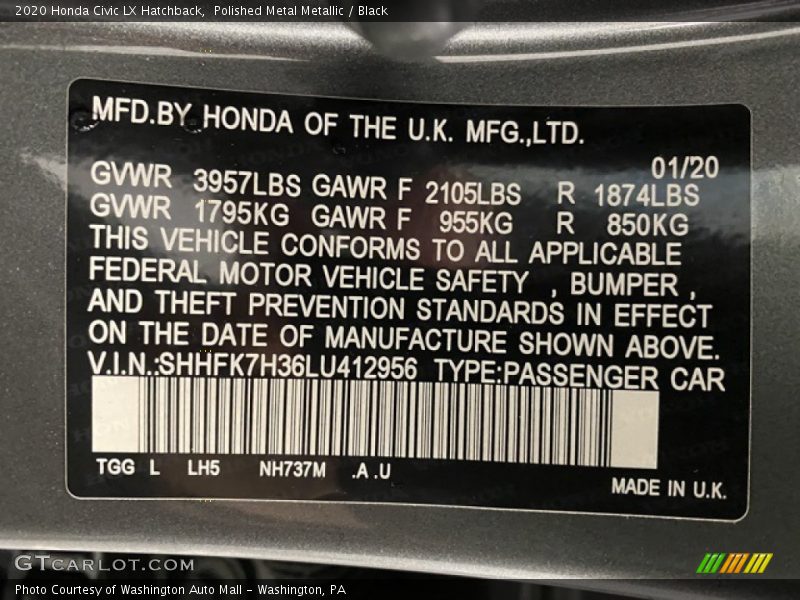 2020 Honda Civic LX Hatchback,  Polished Metal Metallic / Black
MFD.BY HONDA OF THE U.K. MFG.,LTD.
01/'20
GVWR 3957LBS GAWR F 2105LBS R 1874LBS
GVWR 1795KG GAWR F 955KG R 850KG
THIS VEHICLE CONFORMS TO ALL APPLICABLE
FEDERAL MOTOR VEHICLE SAFETY , BUMPER ,
AND THEFT PREVENTION STANDARDS IN EFFECT
ON THE DATE OF MANUFACTURE SHOWN ABOVE.
V.I.N.:SHHFK7H36LU412956 TYPE:PASSENGER CAR
TGG L LH5 NH737M .A .U
MADE IN U.K.
GTCARLOT.COM
Photo Courtesy of Washington Auto Mall - Washington, PA